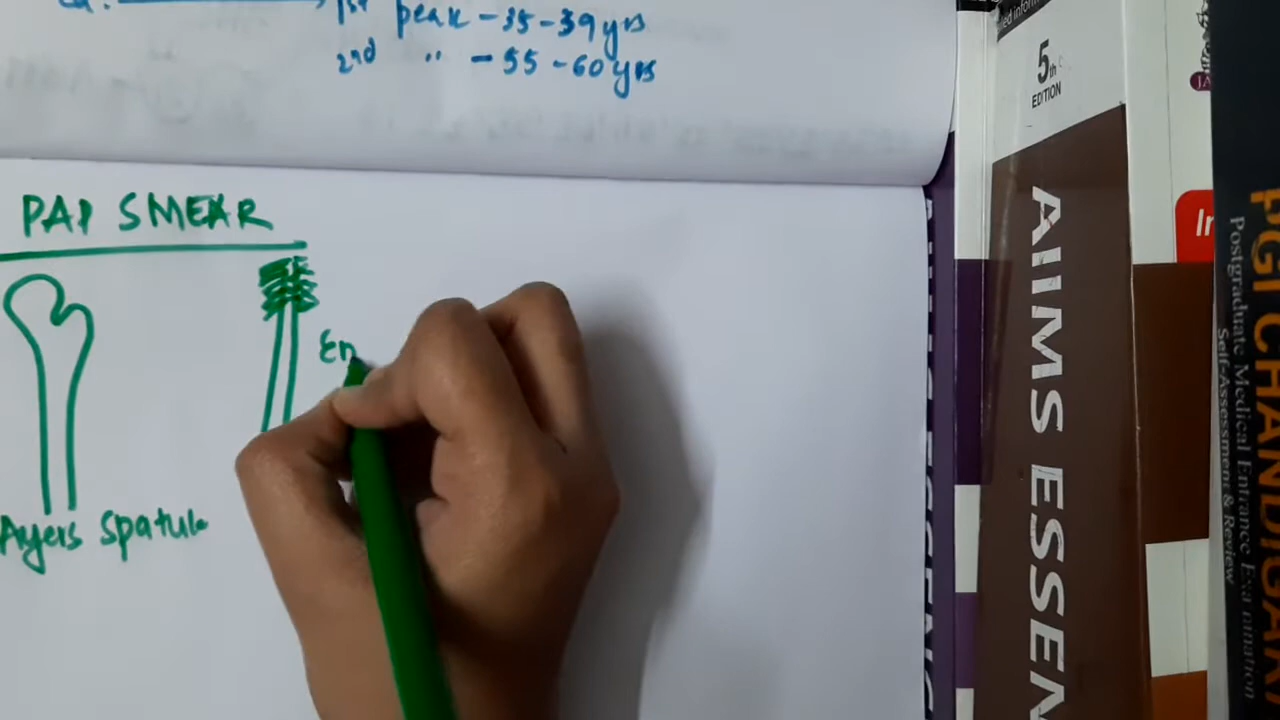 1st peak - 35 - 39 yrs
2nd " - 55 - 60 yrs
PAP SMEAR
En
Ayers Spatula
5th
EDITION
AIIMS ESSEN
PGI CHANDIGAR
Postgraduate Medical Entrance Examination
Self-Assessment & Review